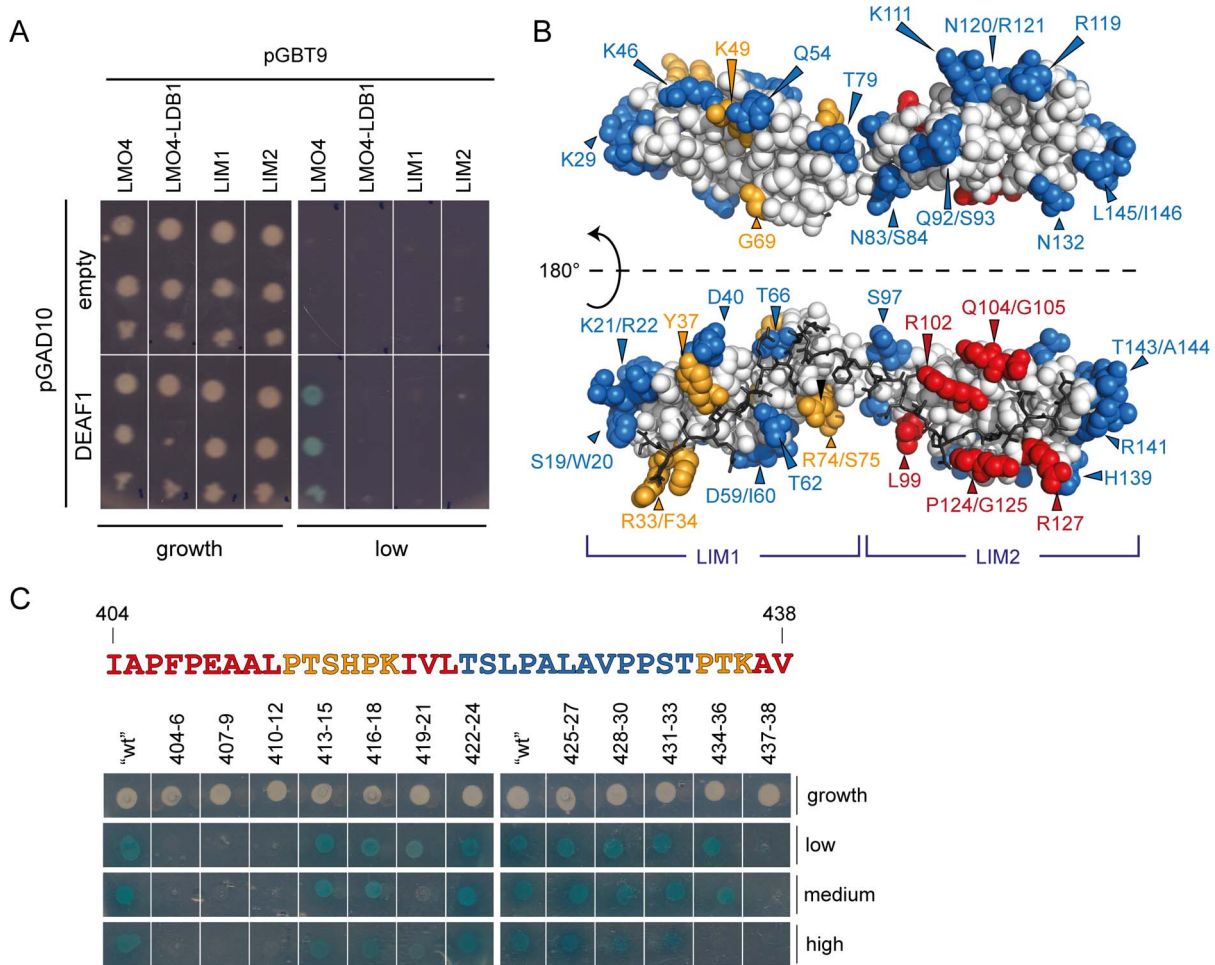 A
pGBT9
LMO4
LMO4-LDB1
LIM1
LIM2
LMO4
LMO4-LDB1
LIM1
LIM2
pGAD10
empty
DEAF1
growth
low
B
K111
N120/R121
R119
K46
K49
Q54
T79
K29
G69
N83/S84
Q92/S93
N132
L145/I146
180°
D40
T66
S97
Q104/G105
K21/R22
Y37
R102
T143/A144
S19/W20
R33/F34
D59/I60
T62
R74/S75
L99
P124/G125
R127
H139
R141
LIM1
LIM2
C
404
438
IAPFPEAALPTSHPKIVLTSLPALAVPPSTPTKAV
"wt"
404-6
407-9
410-12
413-15
416-18
419-21
422-24
"wt"
425-27
428-30
431-33
434-36
437-38
growth
low
medium
high